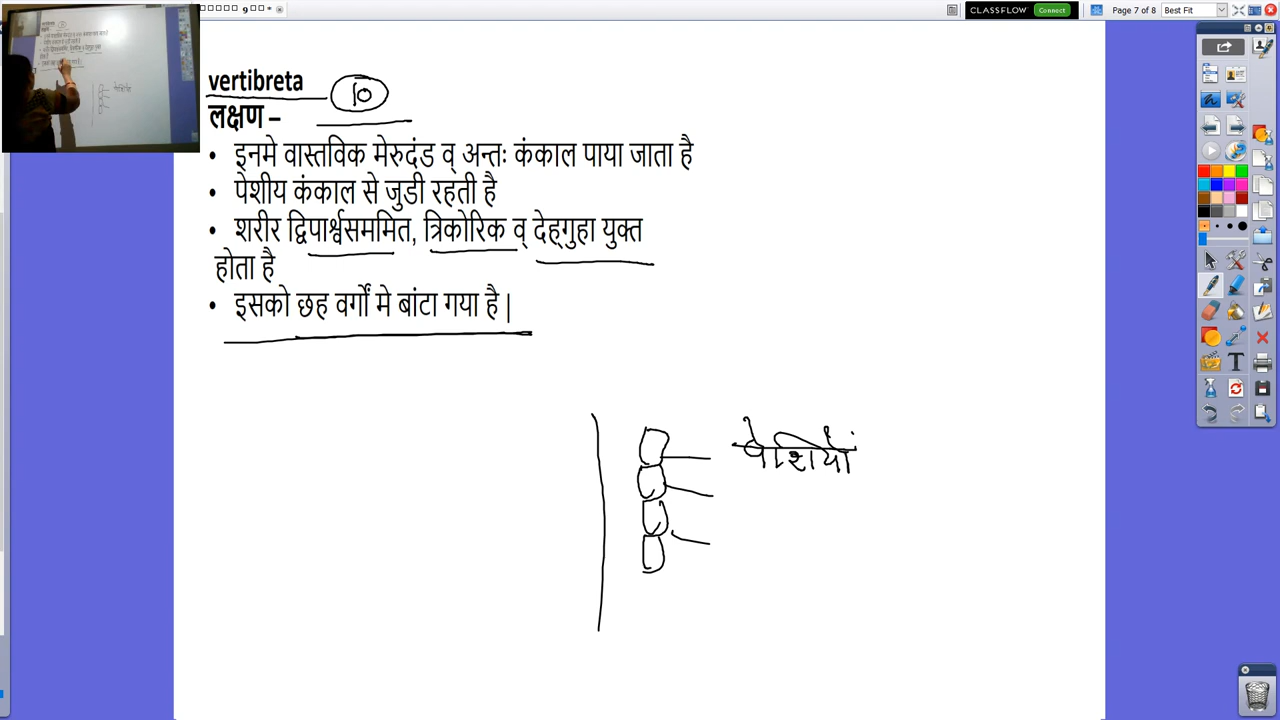 9
CLASSFLOW Connect Page 7 of 8 Best Fit
vertibreta 10
लक्षण –
• इनमे वास्तविक मेरुदंड व् अन्तः कंकाल पाया जाता है
• पेशीय कंकाल से जुडी रहती है
• शरीर द्विपार्श्वसममित, त्रिकोरिक व् देह्गुहा युक्त
होता है
• इसको छह वर्गों मे बांटा गया है |
पेशियाँ